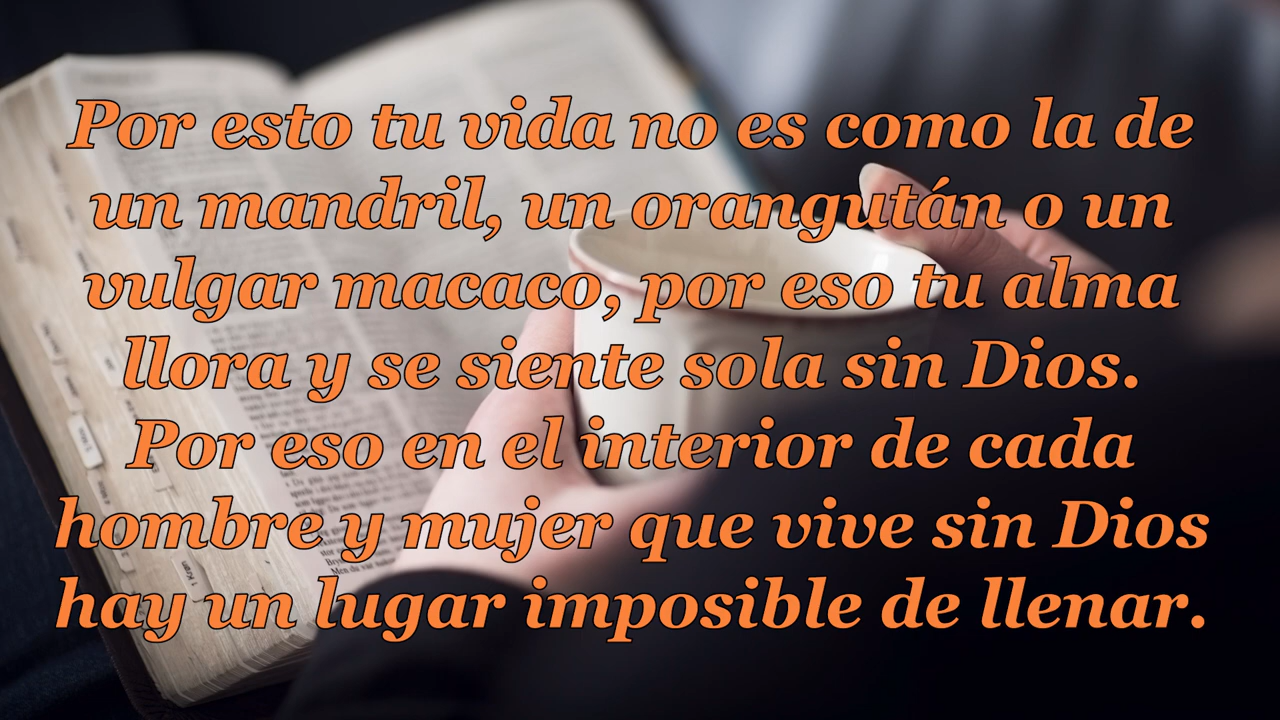 Por esto tu vida no es como la de
un mandril, un orangután o un
vulgar macaco, por eso tu alma
llora y se siente sola sin Dios.
Por eso en el interior de cada
hombre y mujer que vive sin Dios
hay un lugar imposible de llenar.